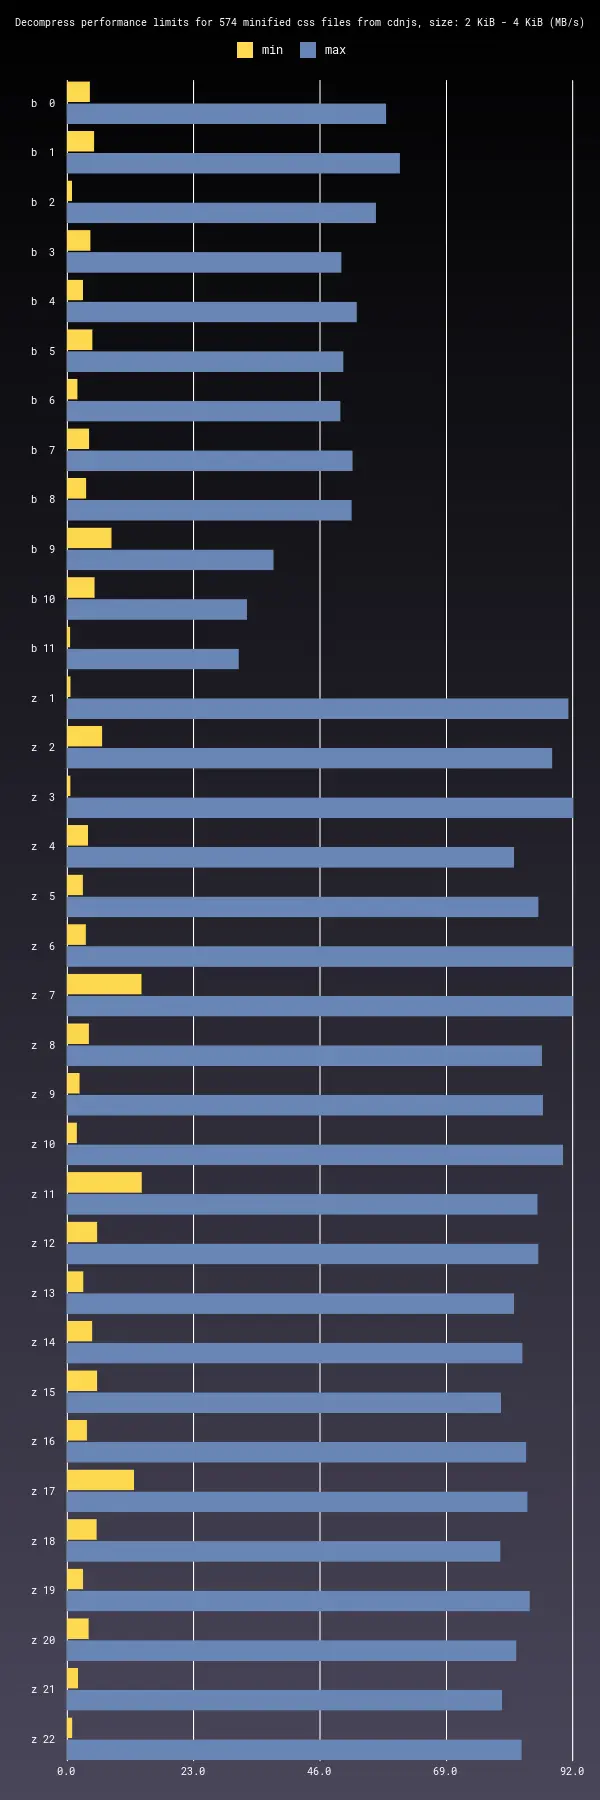 Decompress performance limits for 574 minified css files from cdnjs, size: 2 KiB - 4 KiB (MB/s)
min max
b 0
b 1
b 2
b 3
b 4
b 5
b 6
b 7
b 8
b 9
b 10
b 11
z 1
z 2
z 3
z 4
z 5
z 6
z 7
z 8
z 9
z 10
z 11
z 12
z 13
z 14
z 15
z 16
z 17
z 18
z 19
z 20
z 21
z 22
0.0 23.0 46.0 69.0 92.0